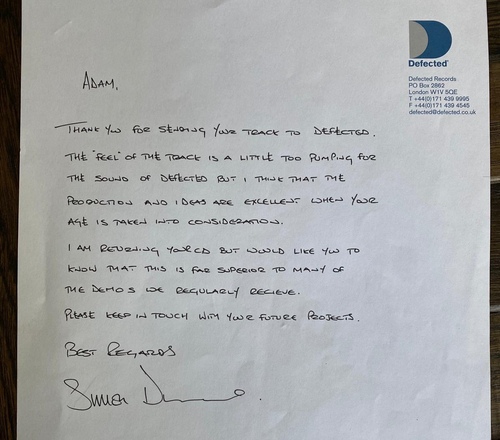 Defected®
Defected Records
PO Box 2862
London W1V 5QE
T +44(0)171 439 9995
F +44(0)171 439 4545
defected@defected.co.uk
ADAM,
THANK YOU FOR SENDING YOUR TRACK TO DEFECTED.
THE "FEEL" OF THE TRACK IS A LITTLE TOO PUMPING FOR
THE SOUND OF DEFECTED BUT I THINK THAT THE
PRODUCTION AND IDEAS ARE EXCELLENT WHEN YOUR
AGE IS TAKEN INTO CONSIDERATION.
I AM RETURNING YOUR CD BUT WOULD LIKE YOU TO
KNOW THAT THIS IS FAR SUPERIOR TO MANY OF
THE DEMOS WE REGULARLY RECIEVE.
PLEASE KEEP IN TOUCH WITH YOUR FUTURE PROJECTS.
BEST REGARDS
Simon